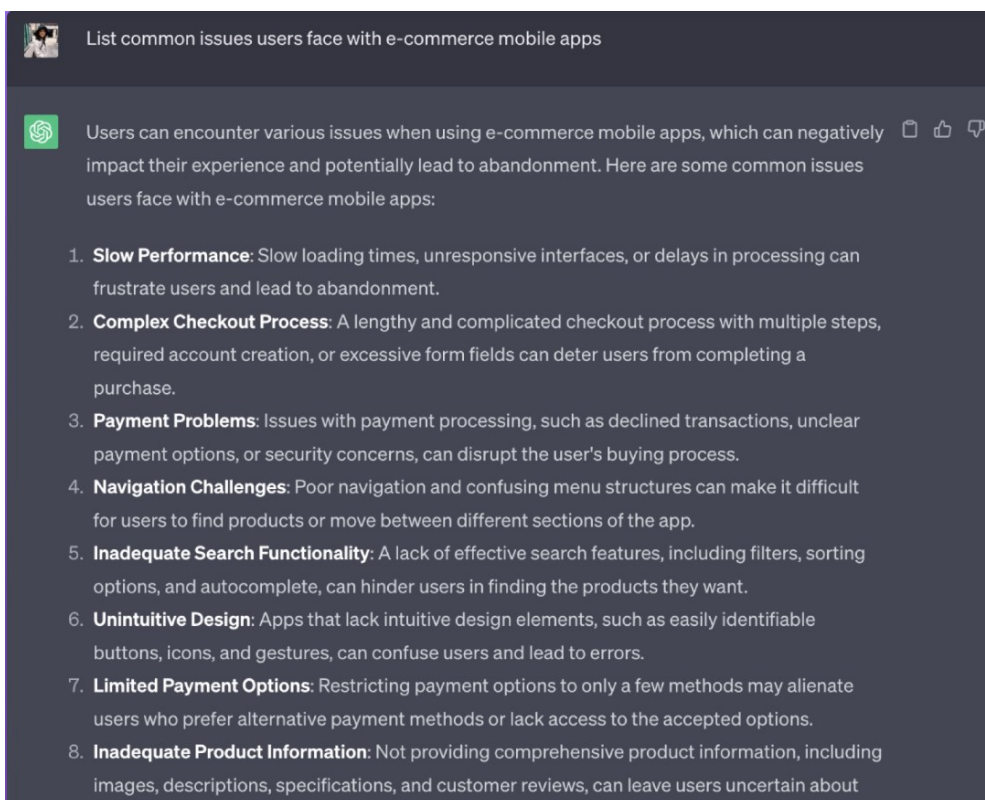 List common issues users face with e-commerce mobile apps
Users can encounter various issues when using e-commerce mobile apps, which can negatively
impact their experience and potentially lead to abandonment. Here are some common issues
users face with e-commerce mobile apps:
1. Slow Performance: Slow loading times, unresponsive interfaces, or delays in processing can
frustrate users and lead to abandonment.
2. Complex Checkout Process: A lengthy and complicated checkout process with multiple steps,
required account creation, or excessive form fields can deter users from completing a
purchase.
3. Payment Problems: Issues with payment processing, such as declined transactions, unclear
payment options, or security concerns, can disrupt the user's buying process.
4. Navigation Challenges: Poor navigation and confusing menu structures can make it difficult
for users to find products or move between different sections of the app.
5. Inadequate Search Functionality: A lack of effective search features, including filters, sorting
options, and autocomplete, can hinder users in finding the products they want.
6. Unintuitive Design: Apps that lack intuitive design elements, such as easily identifiable
buttons, icons, and gestures, can confuse users and lead to errors.
7. Limited Payment Options: Restricting payment options to only a few methods may alienate
users who prefer alternative payment methods or lack access to the accepted options.
8. Inadequate Product Information: Not providing comprehensive product information, including
images, descriptions, specifications, and customer reviews, can leave users uncertain about